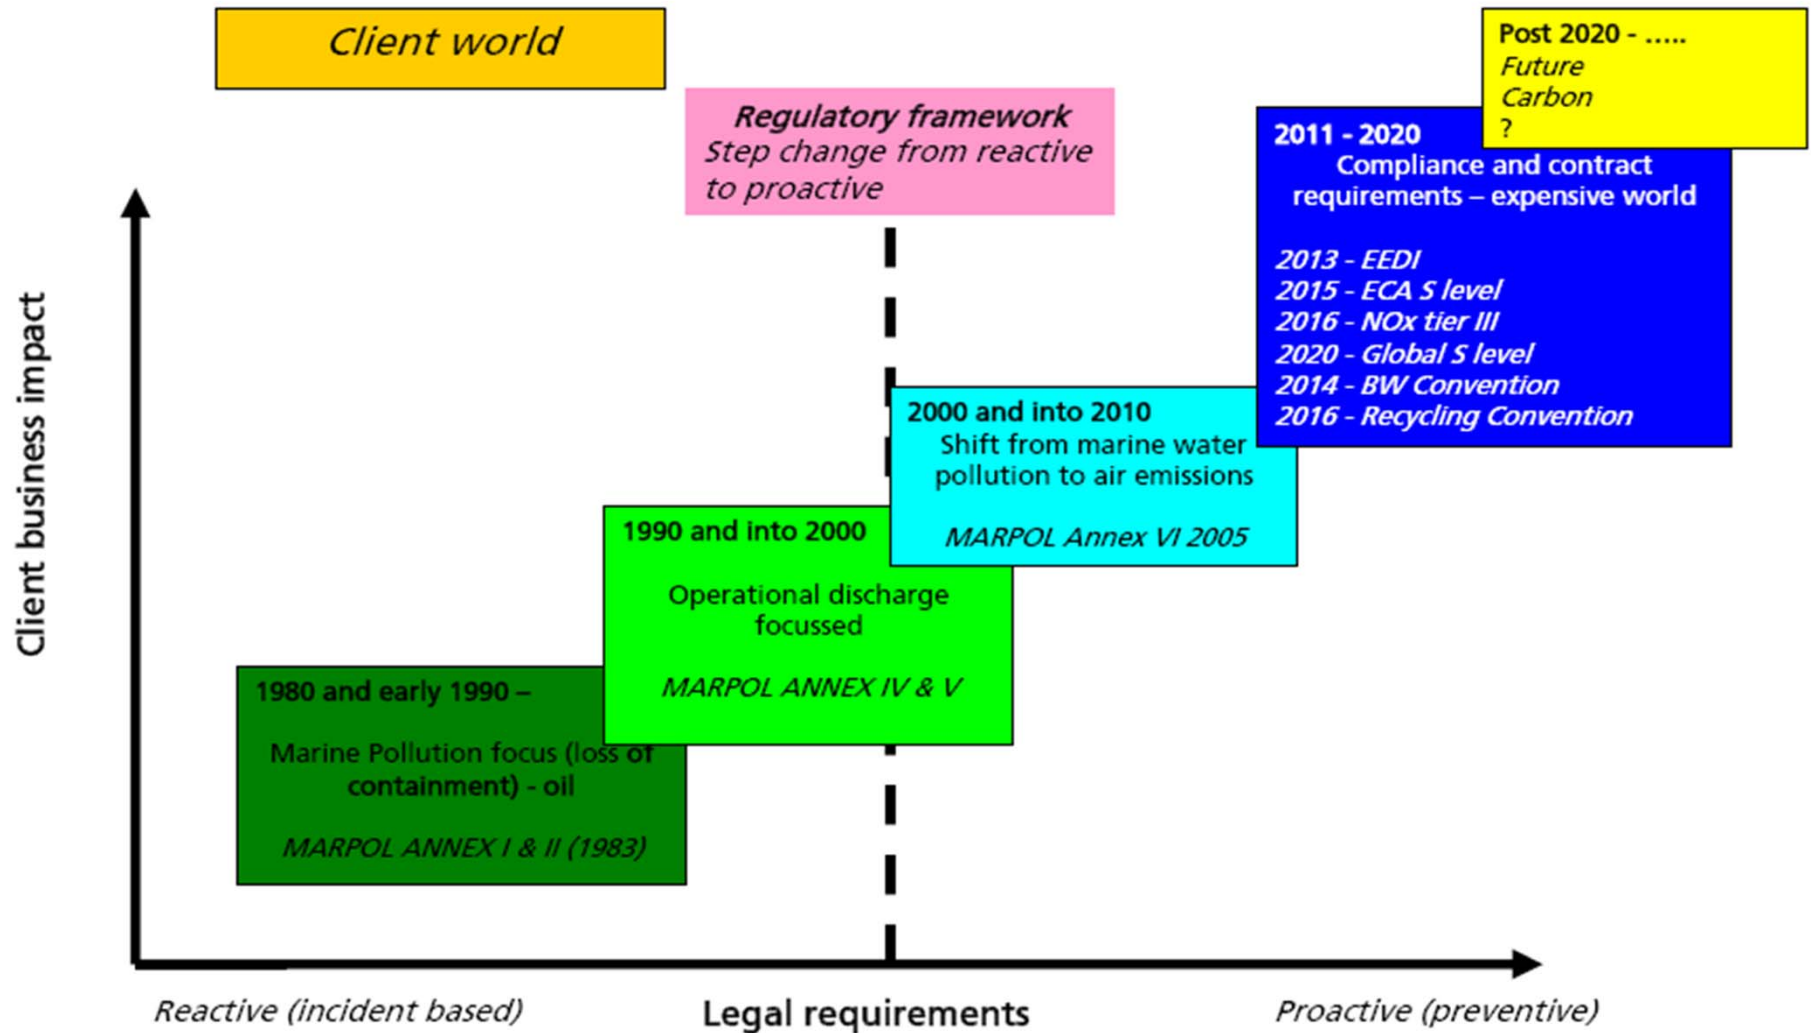 Client world
Post 2020 - .....
Future
Carbon
?
Regulatory framework
Step change from reactive
to proactive
2011 - 2020
Compliance and contract
requirements – expensive world
2013 - EEDI
2015 - ECA S level
2016 - NOx tier III
2020 - Global S level
2014 - BW Convention
2016 - Recycling Convention
2000 and into 2010
Shift from marine water
pollution to air emissions
MARPOL Annex VI 2005
1990 and into 2000
Operational discharge
focussed
MARPOL ANNEX IV & V
1980 and early 1990 –
Marine Pollution focus (loss of
containment) - oil
MARPOL ANNEX I & II (1983)
Client business impact
Reactive (incident based)
Legal requirements
Proactive (preventive)